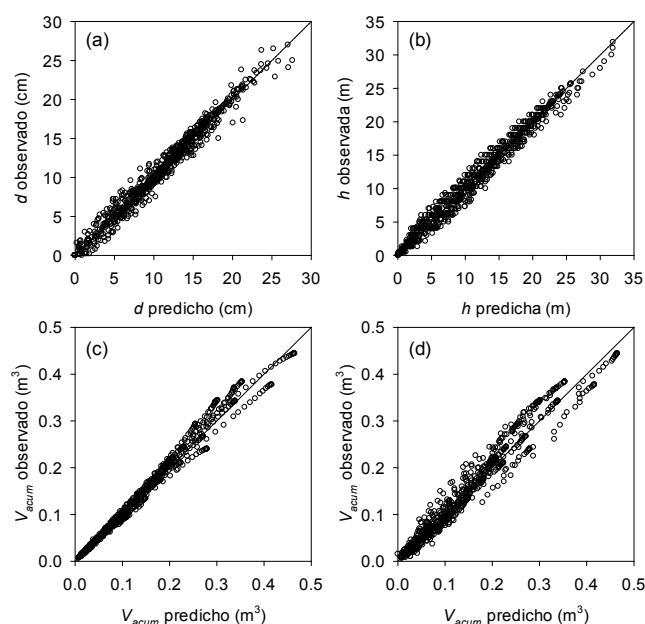 (a)
30
25
20
15
10
5
0
d observado (cm)
0 5 10 15 20 25 30
d predicho (cm)
(b)
35
30
25
20
15
10
5
0
h observada (m)
0 5 10 15 20 25 30 35
h predicha (m)
(c)
0.5
0.4
0.3
0.2
0.1
0.0
Vacum observado (m³)
0.0 0.1 0.2 0.3 0.4 0.5
Vacum predicho (m³)
(d)
0.5
0.4
0.3
0.2
0.1
0.0
Vacum observado (m³)
0.0 0.1 0.2 0.3 0.4 0.5
Vacum predicho (m³)